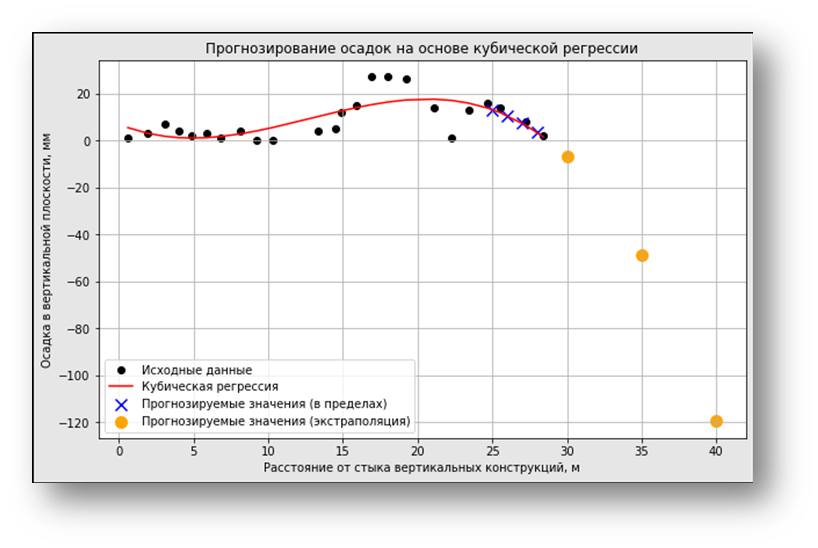 Прогнозирование осадок на основе кубической регрессии
Осадка в вертикальной плоскости, мм
20
0
−20
−40
−60
−80
−100
−120
Исходные данные
Кубическая регрессия
Прогнозируемые значения (в пределах)
Прогнозируемые значения (экстраполяция)
0 5 10 15 20 25 30 35 40
Расстояние от стыка вертикальных конструкций, м